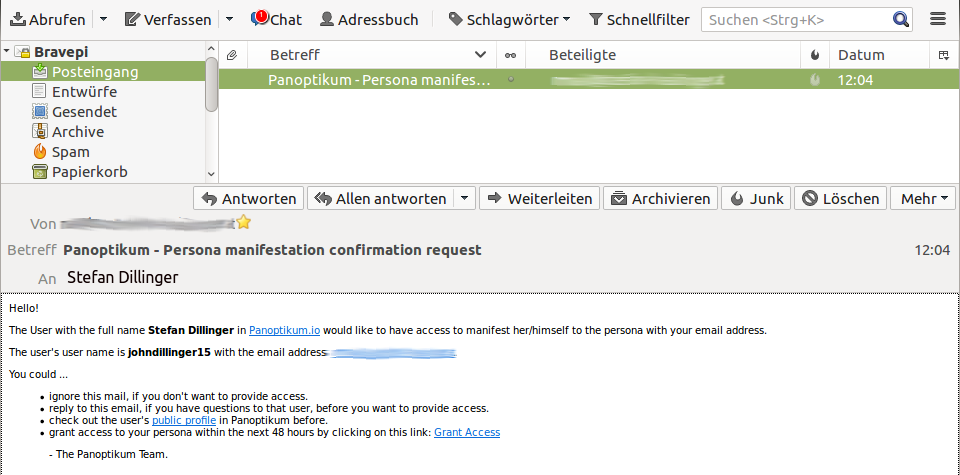 Abrufen Verfassen Chat Adressbuch Schlagwörter Schnellfilter Suchen <Strg+K>
Bravepi
Posteingang
Entwürfe
Gesendet
Archive
Spam
Papierkorb
Betreff Beteiligte Datum
Panoptikum - Persona manifes... 12:04
Antworten Allen antworten Weiterleiten Archivieren Junk Löschen Mehr
Von
Betreff Panoptikum - Persona manifestation confirmation request 12:04
An Stefan Dillinger
Hello!
The User with the full name Stefan Dillinger in Panoptikum.io would like to have access to manifest her/himself to the persona with your email address.
The user's user name is johndillinger15 with the email address
You could ...
• ignore this mail, if you don't want to provide access.
• reply to this email, if you have questions to that user, before you want to provide access.
• check out the user's public profile in Panoptikum before.
• grant access to your persona within the next 48 hours by clicking on this link: Grant Access
- The Panoptikum Team.